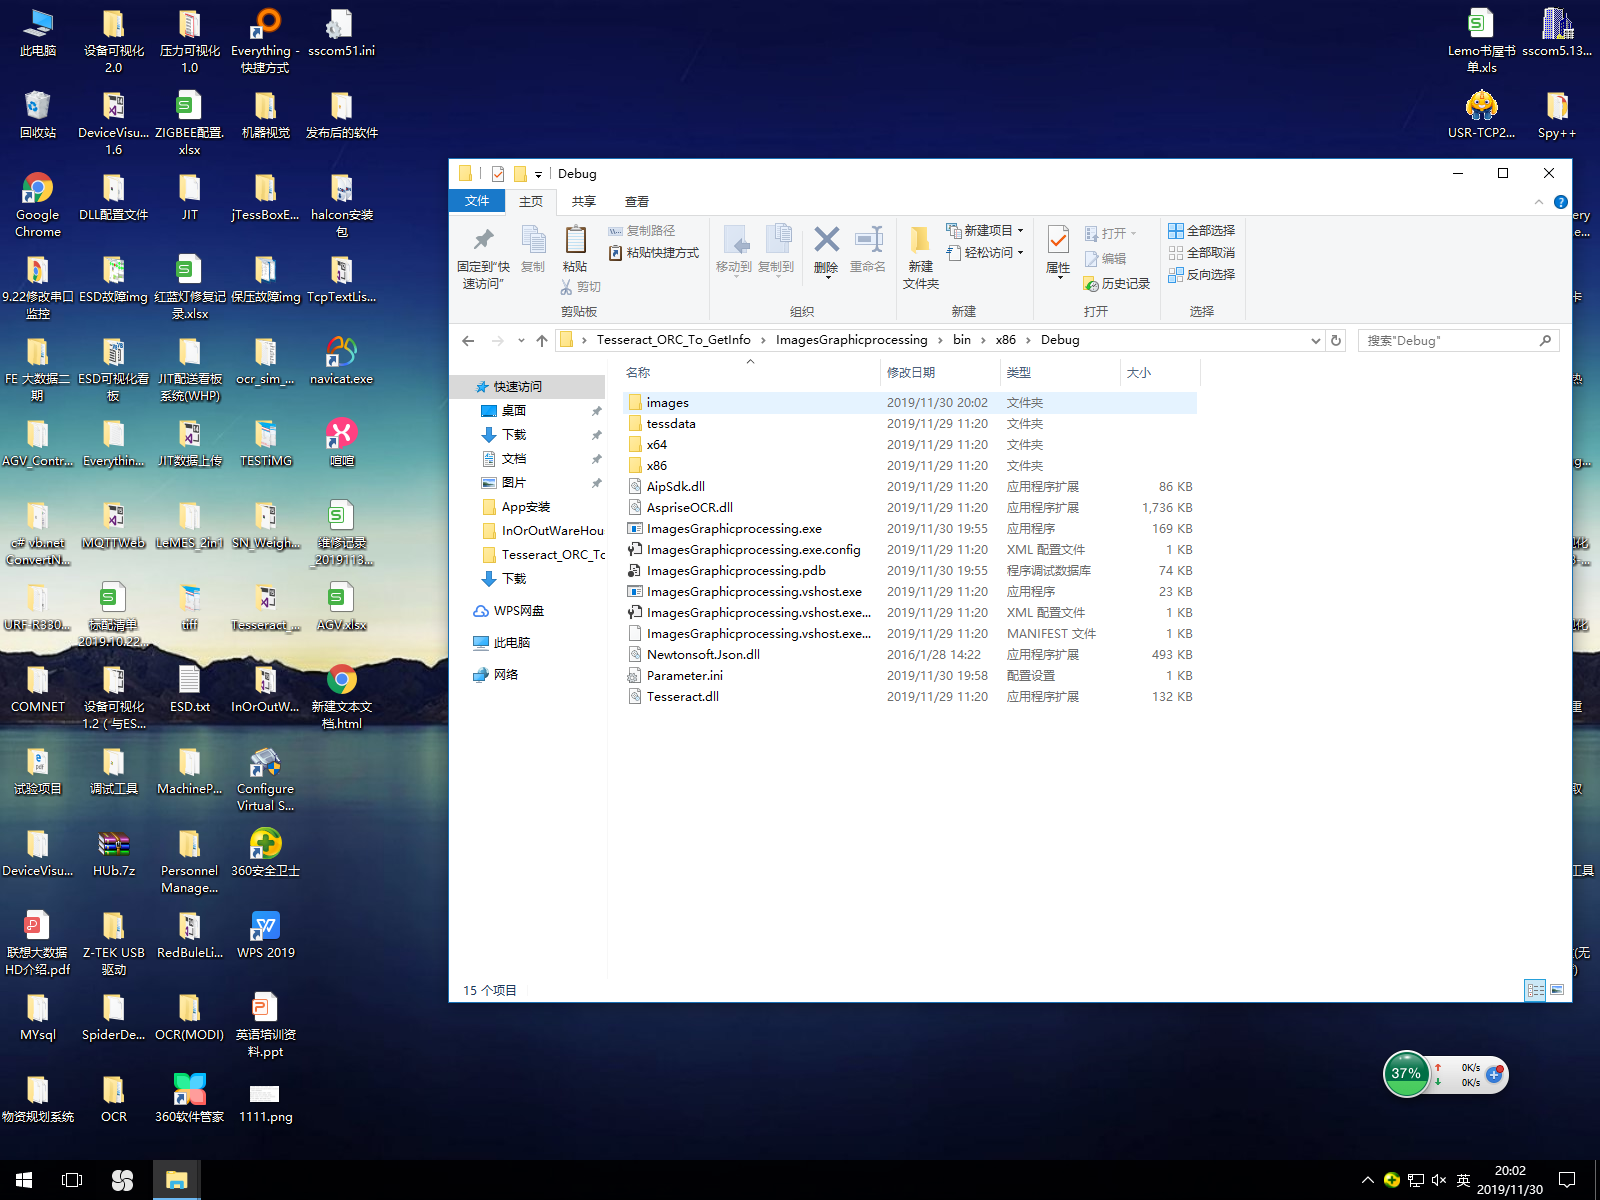 此电脑
设备可视化
2.0
压力可视化
1.0
Everything -
快捷方式
sscom51.ini
回收站
DeviceVisu...
1.6
ZIGBEE配置.
xlsx
机器视觉
发布后的软件
Google
Chrome
DLL配置文件
JIT
jTessBoxE...
halcon安装
包
9.22修改串口
监控
ESD故障img
红蓝灯修复记
录.xlsx
保压故障img
TcpTextLis...
FE 大数据二
期
ESD可视化看
板
JIT配送看板
系统(WHP)
ocr_sim_...
navicat.exe
AGV_Contr...
Everythin...
JIT数据上传
TESTiMG
喧喧
c# vb.net
ConvertN...
MQTTWeb
LeMES_2in1
SN_Weigh...
维修记录
_2019113...
URF-R330...
标配清单
2019.10.22...
tiff
Tesseract_...
AGV.xlsx
COMNET
设备可视化
1.2 ( 与ES...
ESD.txt
InOrOutW...
新建文本文
档.html
试验项目
调试工具
MachineP...
Configure
Virtual S...
DeviceVisu...
HUb.7z
Personnel
Manage...
360安全卫士
联想大数据
HD介绍.pdf
Z-TEK USB
驱动
RedBuleLi...
WPS 2019
MYsql
SpiderDe...
OCR(MODI)
英语培训资
料.ppt
物资规划系统
OCR
360软件管家
1111.png
Lemo书屋书
单.xls
sscom5.13...
USR-TCP2...
Spy++
Debug
文件
主页
共享
查看
固定到"快
速访问"
复制
粘贴
复制路径
粘贴快捷方式
剪切
剪贴板
移动到
复制到
删除
重命名
组织
新建
文件夹
新建项目
轻松访问
新建
属性
打开
编辑
历史记录
打开
全部选择
全部取消
反向选择
选择
Tesseract_ORC_To_GetInfo › ImagesGraphicprocessing › bin › x86 › Debug
搜索"Debug"
快速访问
桌面
下载
文档
图片
App安装
InOrOutWareHou
Tesseract_ORC_Tc
下载
WPS网盘
此电脑
网络
名称 修改日期 类型 大小
images 2019/11/30 20:02 文件夹
tessdata 2019/11/29 11:20 文件夹
x64 2019/11/29 11:20 文件夹
x86 2019/11/29 11:20 文件夹
AipSdk.dll 2019/11/29 11:20 应用程序扩展 86 KB
AspriseOCR.dll 2019/11/29 11:20 应用程序扩展 1,736 KB
ImagesGraphicprocessing.exe 2019/11/30 19:55 应用程序 169 KB
ImagesGraphicprocessing.exe.config 2019/11/29 11:20 XML 配置文件 1 KB
ImagesGraphicprocessing.pdb 2019/11/30 19:55 程序调试数据库 74 KB
ImagesGraphicprocessing.vshost.exe 2019/11/29 11:20 应用程序 23 KB
ImagesGraphicprocessing.vshost.exe... 2019/11/29 11:20 XML 配置文件 1 KB
ImagesGraphicprocessing.vshost.exe... 2019/11/29 11:20 MANIFEST 文件 1 KB
Newtonsoft.Json.dll 2016/1/28 14:22 应用程序扩展 493 KB
Parameter.ini 2019/11/30 19:58 配置设置 1 KB
Tesseract.dll 2019/11/29 11:20 应用程序扩展 132 KB
15 个项目
37%
0K/s
0K/s
英
20:02
2019/11/30